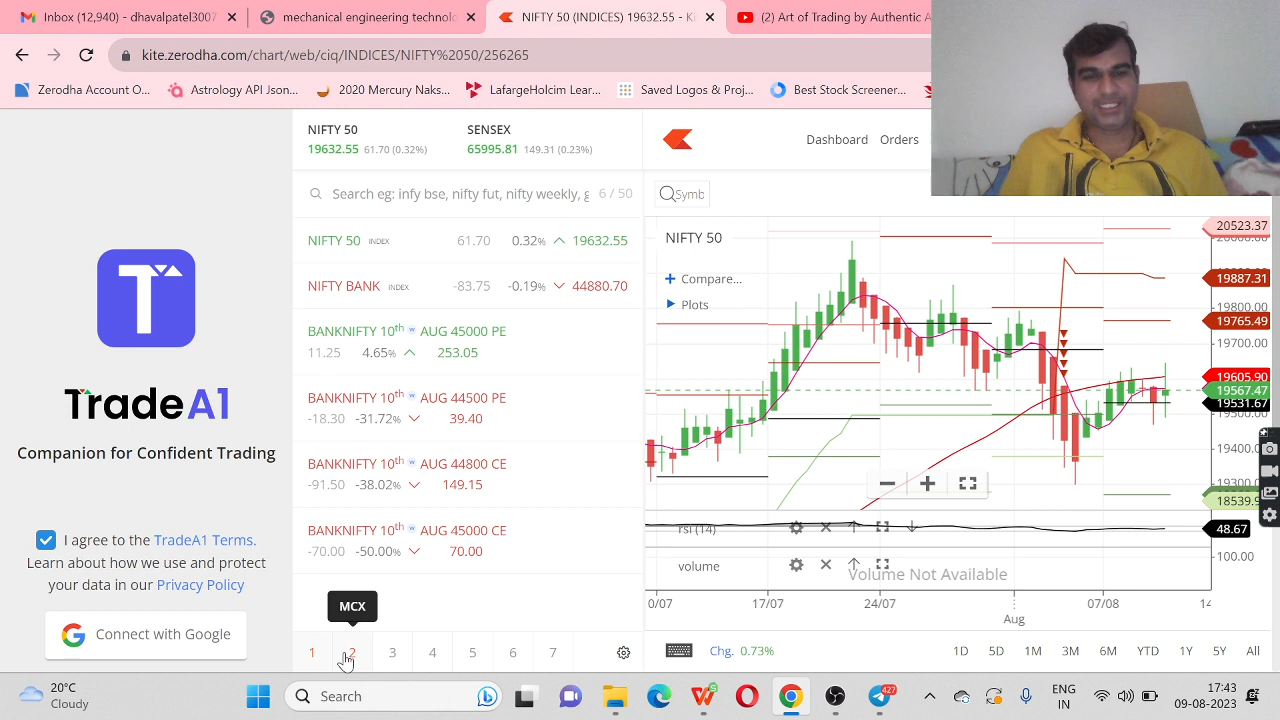 (4,643) - dattapatel3007
mechanical engineering technolo
NIFTY 50 (INDICES) 19632.55 -
(2) Art of Trading by Authentic A
kite.zerodha.com/chart/web/ciq/INDICES/NIFTY%2050/256265
Zerodha Account O...
Astrology API Json...
2020 Mercury Naks...
LafargeHolcim Lear...
Saved Logos & Proj...
Best Stock Screener...
NIFTY 50
19632.55 61.70 (0.32%)
SENSEX
65995.81 149.31 (0.23%)
Dashboard
Orders
Search eg: infy bse, nifty fut, nifty weekly, g
6 / 50
Symb
NIFTY 50 INDEX 61.70 0.32% 19632.55
NIFTY BANK INDEX -83.75 -0.19% 44880.70
BANKNIFTY 10th w AUG 45000 PE
11.25 4.65% 253.05
BANKNIFTY 10th w AUG 44500 PE
-18.30 -31.72% 39.40
BANKNIFTY 10th w AUG 44800 CE
-91.50 -38.02% 149.15
BANKNIFTY 10th w AUG 45000 CE
-70.00 -50.00% 70.00
MCX
1 2 3 4 5 6 7
T
TradeA1
Companion for Confident Trading
I agree to the TradeA1 Terms.
Learn about how we use and protect
your data in our Privacy Policy
Connect with Google
NIFTY 50
Compare...
Plots
20523.37
19887.31
19800.00
19765.49
19700.00
19605.90
19567.47
19531.67
19500.00
19400.00
19300
18539.9
rsi (14)
48.67
volume
Volume Not Available
100.00
0/07
17/07
24/07
Aug
07/08
14
Chg. 0.73%
1D 5D 1M 3M 6M YTD 1Y 5Y All
20°C
Cloudy
Search
427
ENG
IN
17:43
09-08-2023